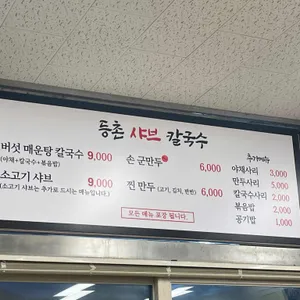 등촌 샤브 칼국수
버섯 매운탕 칼국수 9,000
(야채+칼국수+볶음밥)
소고기 샤브 9,000
(소고기 샤브는 추가로 드시는 메뉴입니다.)
손 군만두 6,000
찐 만두 (고기, 김치, 반반) 6,000
모든 메뉴 포장 됩니다.
추가메뉴
야채사리 3,000
만두사리 5,000
칼국수사리 2,000
볶음밥 2,000
공기밥 1,000